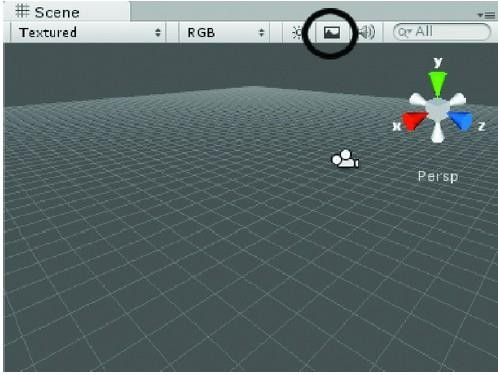 Scene
Textured RGB All
y
x z
Persp